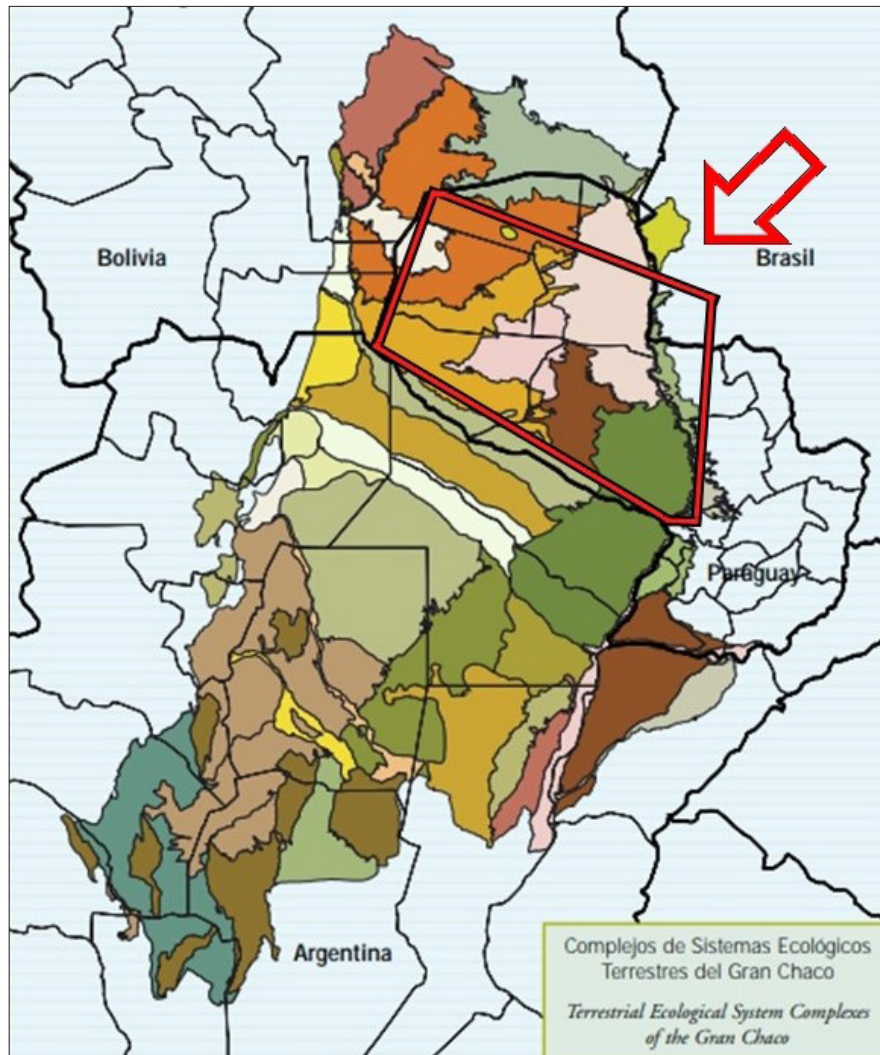 Bolivia
Brasil
Paraguay
Argentina
Complejos de Sistemas Ecológicos
Terrestres del Gran Chaco
Terrestrial Ecological System Complexes
of the Gran Chaco